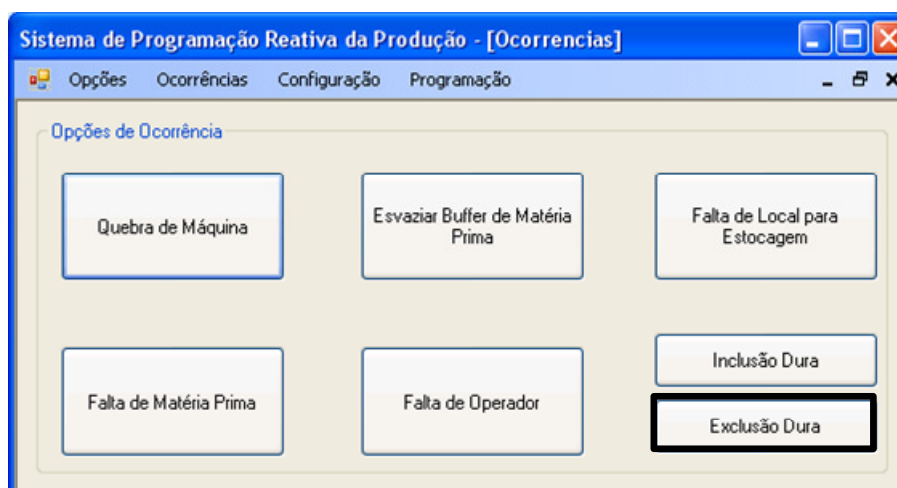 Sistema de Programação Reativa da Produção - [Ocorrencias]
Opções Ocorrências Configuração Programação
Opções de Ocorrência
Quebra de Máquina
Esvaziar Buffer de Matéria
Prima
Falta de Local para
Estocagem
Falta de Matéria Prima
Falta de Operador
Inclusão Dura
Exclusão Dura